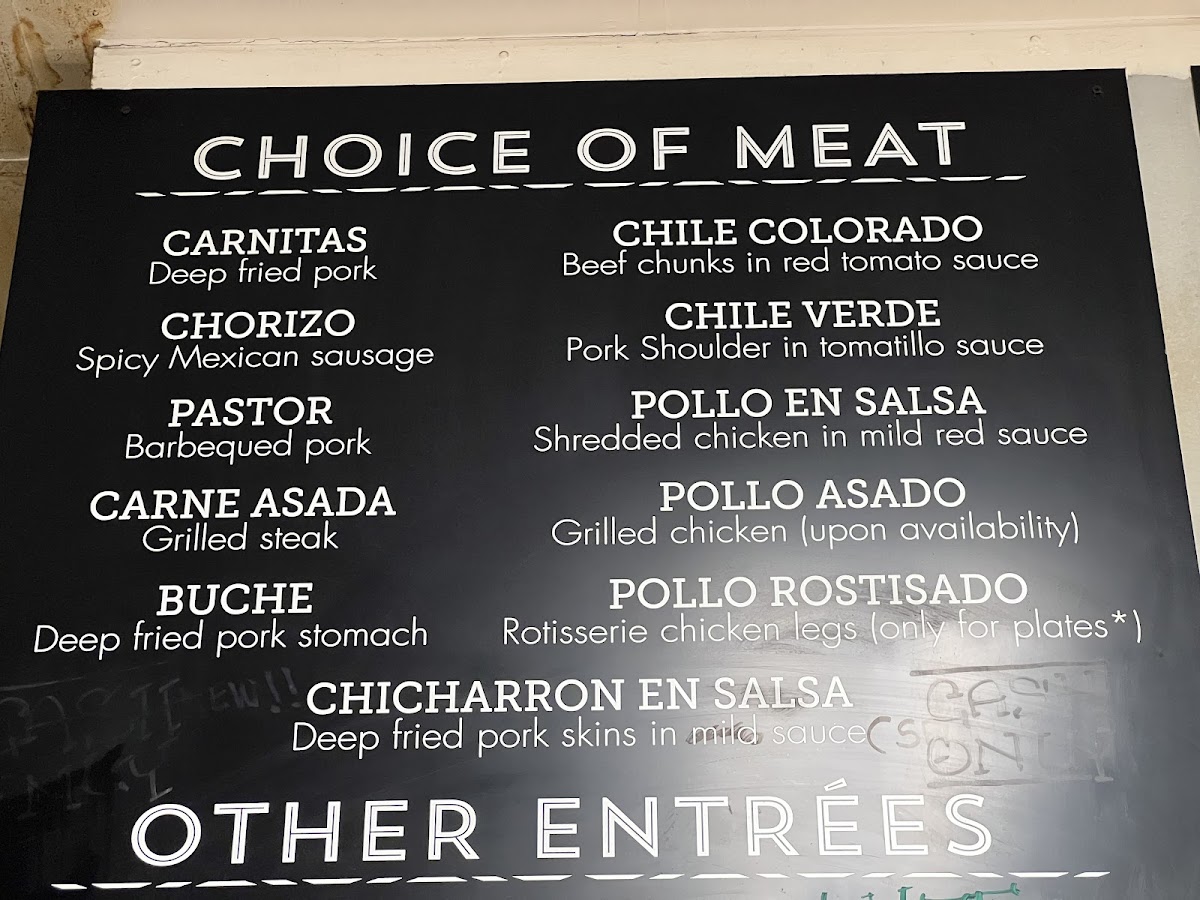 CHOICE OF MEAT
CARNITAS
Deep fried pork
CHORIZO
Spicy Mexican sausage
PASTOR
Barbequed pork
CARNE ASADA
Grilled steak
BUCHE
Deep fried pork stomach
CHILE COLORADO
Beef chunks in red tomato sauce
CHILE VERDE
Pork Shoulder in tomatillo sauce
POLLO EN SALSA
Shredded chicken in mild red sauce
POLLO ASADO
Grilled chicken (upon availability)
POLLO ROSTISADO
Rotisserie chicken legs (only for plates*)
CHICHARRON EN SALSA
Deep fried pork skins in mild sauce
CASH
ONLY
OTHER ENTRÉES